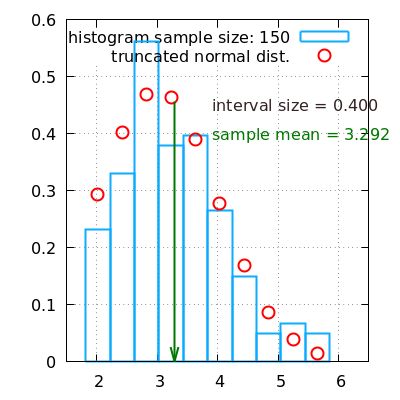 0.6
histogram sample size: 150
truncated normal dist.
0.5
interval size = 0.400
0.4
sample mean = 3.292
0.3
0.2
0.1
0
2 3 4 5 6